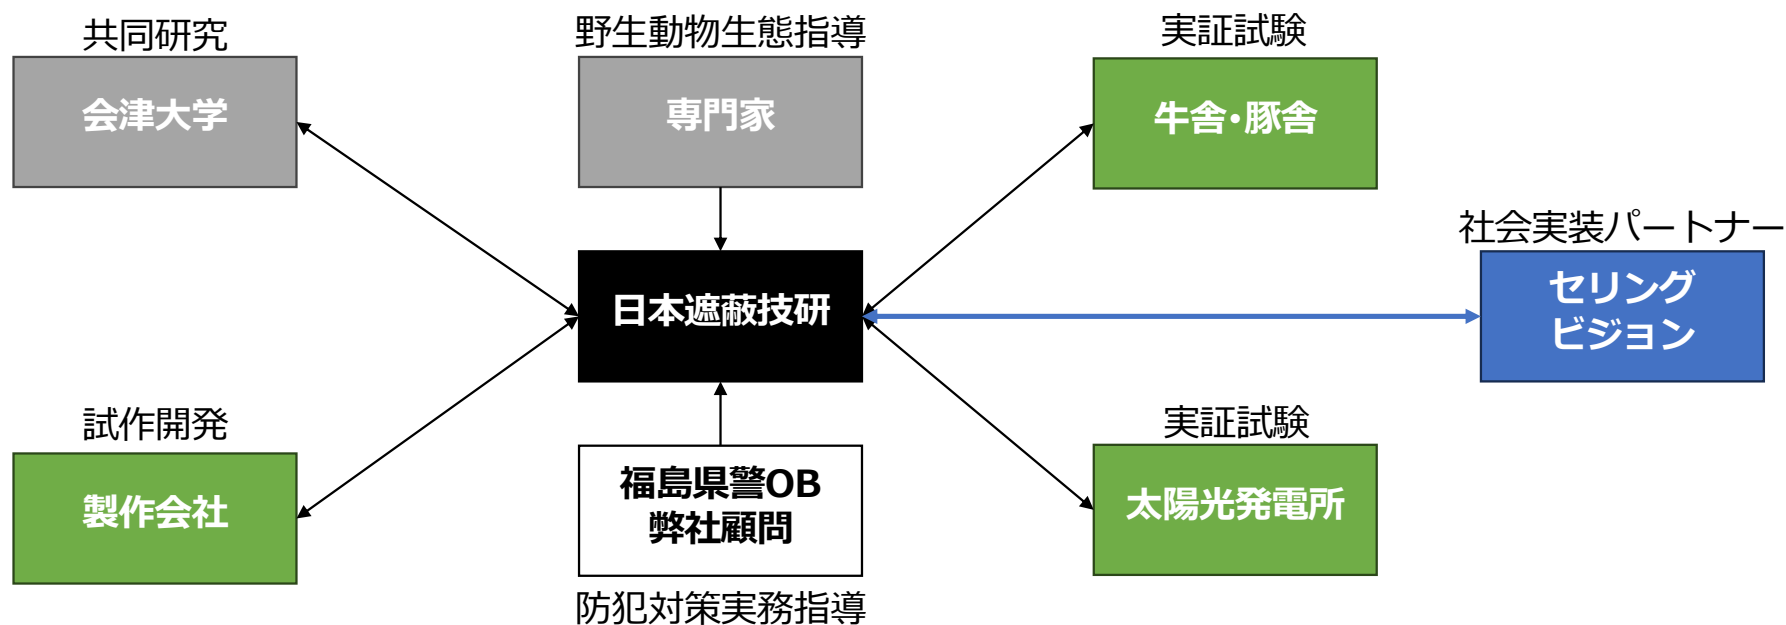 共同研究
会津大学
野生動物生態指導
専門家
実証試験
牛舎・豚舎
社会実装パートナー
セリング
ビジョン
日本遮蔽技研
試作開発
製作会社
福島県警OB
弊社顧問
防犯対策実務指導
実証試験
太陽光発電所